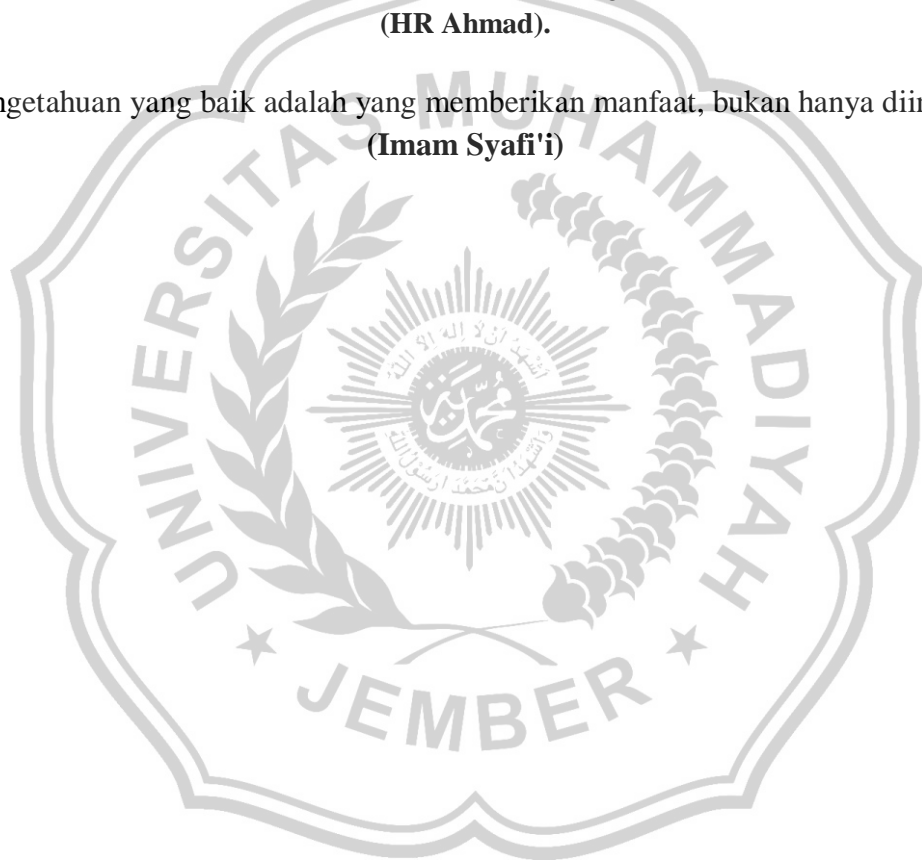 (HR Ahmad).
ngetahuan yang baik adalah yang memberikan manfaat, bukan hanya diin
(Imam Syafi'i)
UNIVERSITAS MUHAMMADIYAH
JEMBER